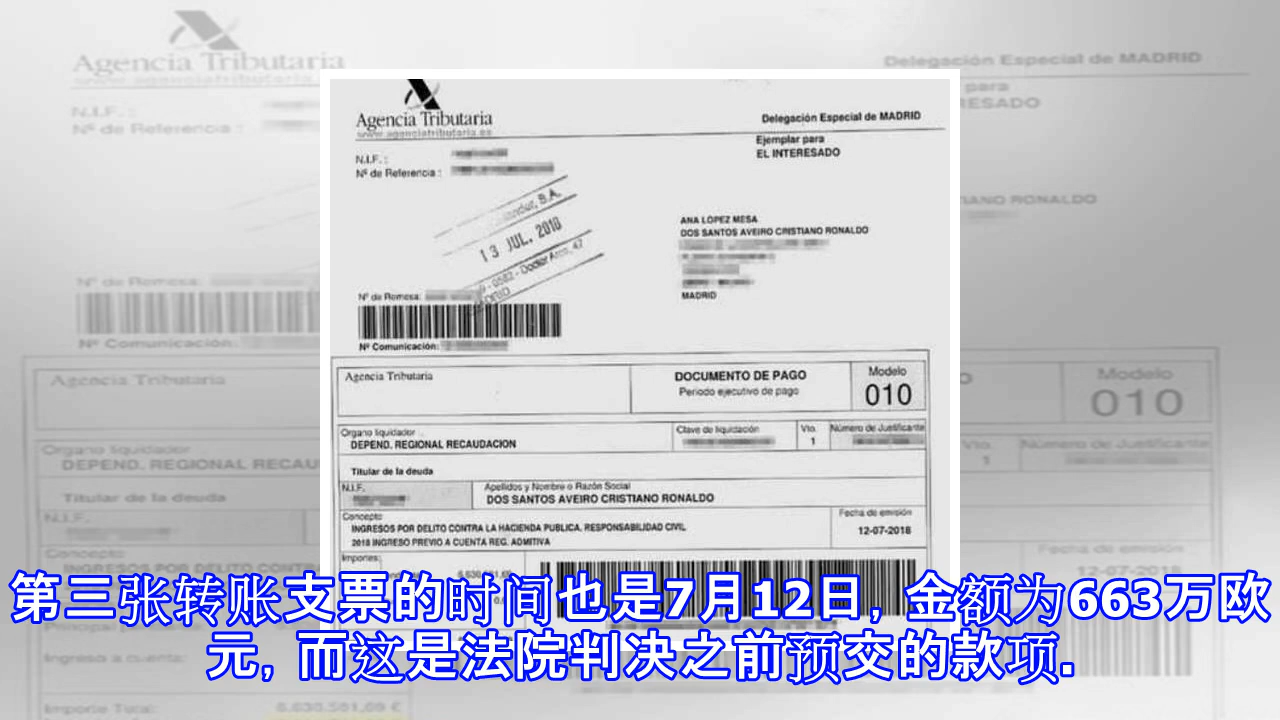 Agencia Tributaria
www.agenciatributaria.es
Delegación Especial de MADRID
Ejemplar para
EL INTERESADO
N.I.F. :
Nº de Referencia :
13 JUL. 2018
ANA LOPEZ MESA
DOS SANTOS AVEIRO CRISTIANO RONALDO
MADRID
Nº de Remesa:
Nº Comunicación:
Agencia Tributaria
DOCUMENTO DE PAGO
Periodo ejecutivo de pago
Modelo
010
Organo liquidador
DEPEND. REGIONAL RECAUDACION
Clave de liquidación
Vto.
1
Número de Justificante
Titular de la deuda
N.I.F.
Apellidos y Nombre o Razón Social
DOS SANTOS AVEIRO CRISTIANO RONALDO
Concepto
INGRESOS POR DELITO CONTRA LA HACIENDA PUBLICA. RESPONSABILIDAD CIVIL
2018 INGRESO PREVIO A CUENTA REG. ADMITIVA
Fecha de emisión
12-07-2018
Importes:
第三张转账支票的时间也是7月12日, 金额为663万欧
元, 而这是法院判决之前预交的款项.